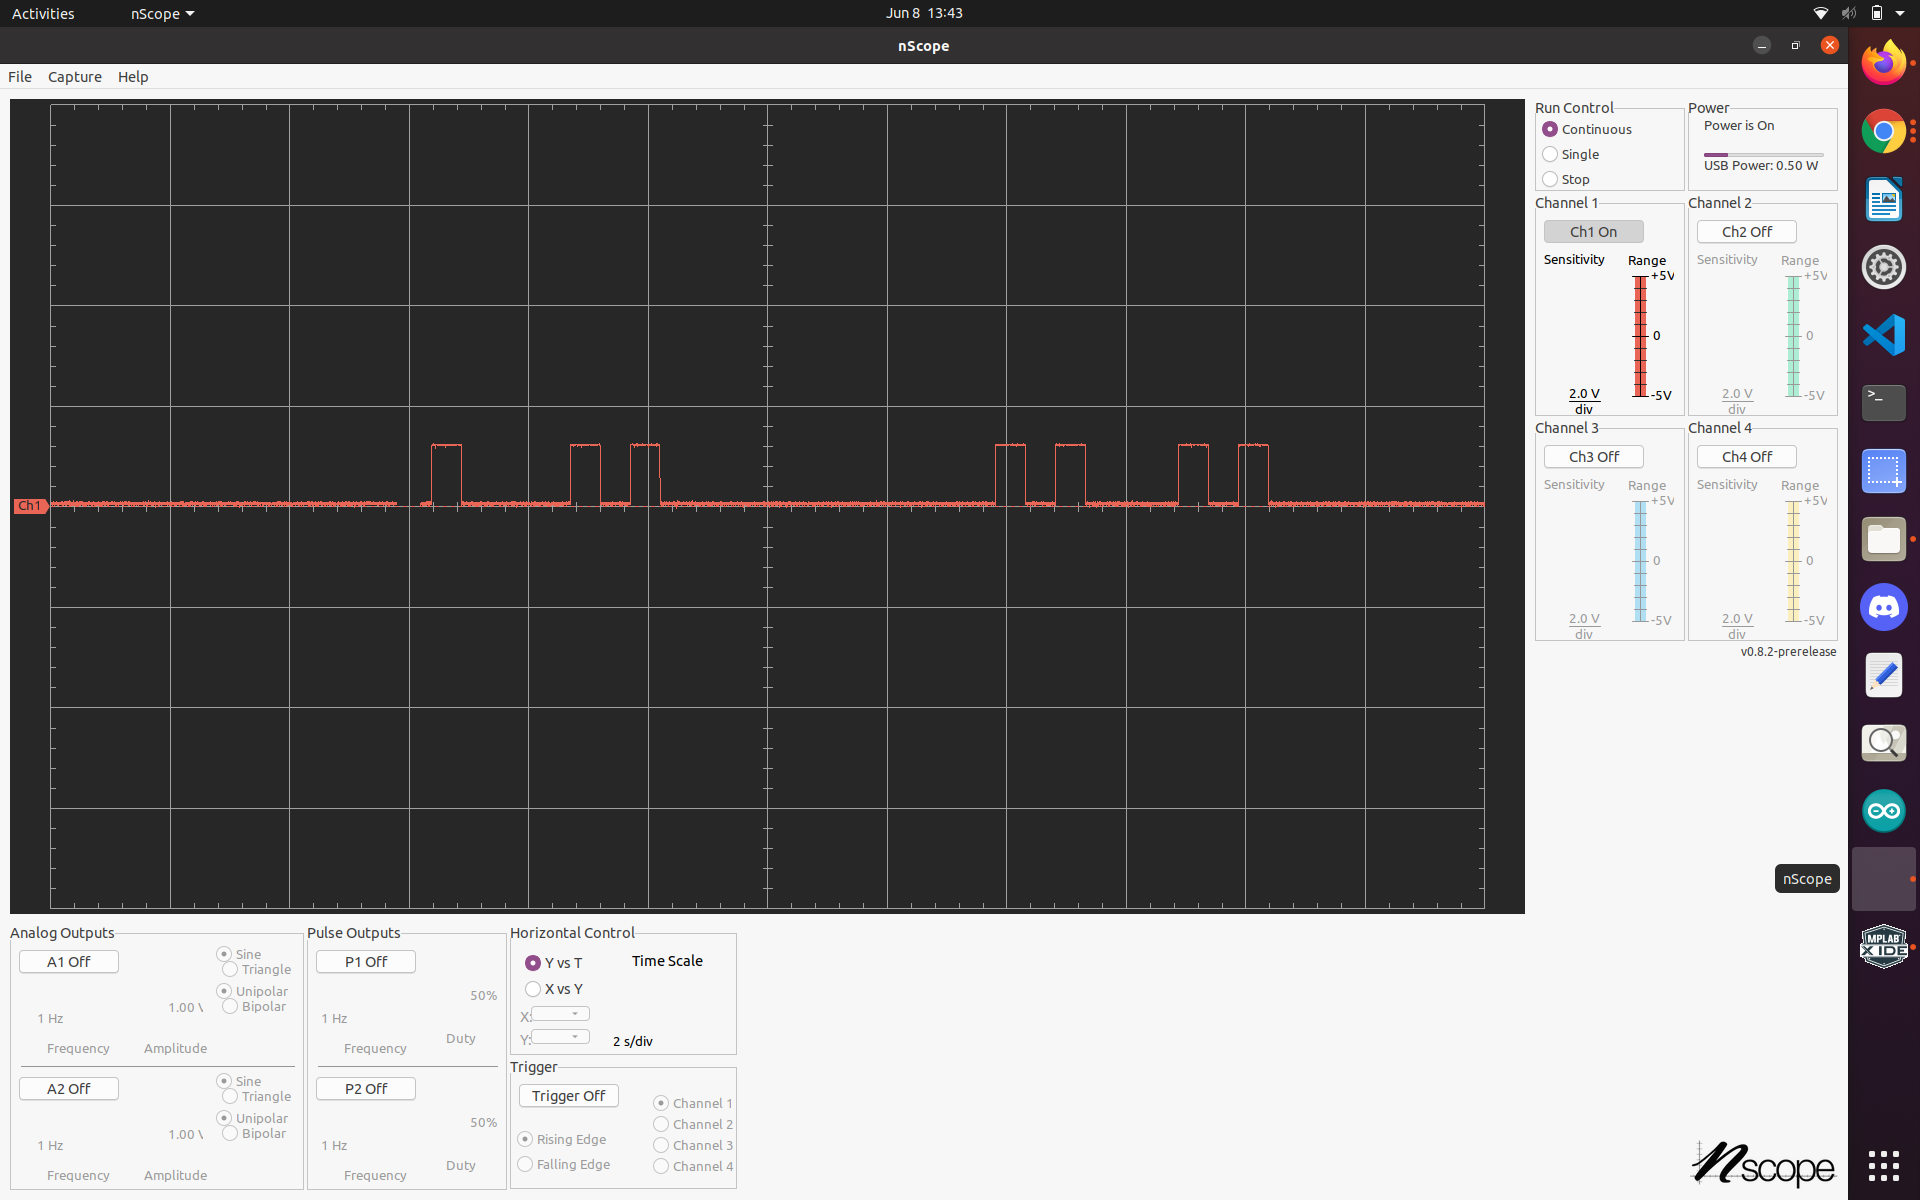 Activities nScope Jun 8 13:43
nScope
File Capture Help
Ch1
Run Control
Continuous
Single
Stop
Power
Power is On
USB Power: 0.50 W
Channel 1
Ch1 On
Sensitivity Range
+5V
0
-5V
2.0 V
div
Channel 2
Ch2 Off
Sensitivity Range
+5V
0
-5V
2.0 V
div
Channel 3
Ch3 Off
Sensitivity Range
+5V
0
-5V
2.0 V
div
Channel 4
Ch4 Off
Sensitivity Range
+5V
0
-5V
2.0 V
div
v0.8.2-prerelease
nScope
MPLAB
X IDE
Analog Outputs
A1 Off
Sine
Triangle
Unipolar
Bipolar
1 Hz
1.00 V
Frequency Amplitude
A2 Off
Sine
Triangle
Unipolar
Bipolar
1 Hz
1.00 V
Frequency Amplitude
Pulse Outputs
P1 Off
50%
1 Hz
Frequency Duty
P2 Off
50%
1 Hz
Frequency Duty
Horizontal Control
Y vs T
X vs Y
X:
Y:
Time Scale
2 s/div
Trigger
Trigger Off
Rising Edge
Falling Edge
Channel 1
Channel 2
Channel 3
Channel 4
nscope